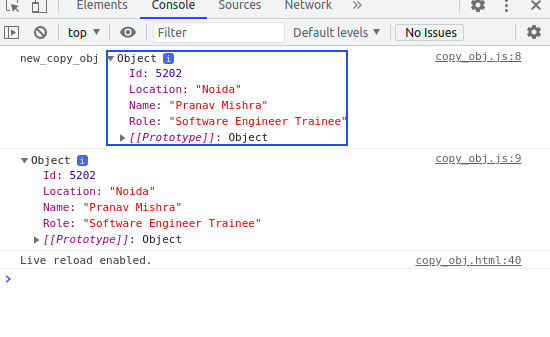 Elements Console Sources Network »
top ▼ Filter Default levels ▼ No Issues
new_copy_obj ▼Object i copy_obj.js:8
Id: 5202
Location: "Noida"
Name: "Pranav Mishra"
Role: "Software Engineer Trainee"
▶[[Prototype]]: Object
▼Object i copy_obj.js:9
Id: 5202
Location: "Noida"
Name: "Pranav Mishra"
Role: "Software Engineer Trainee"
▶[[Prototype]]: Object
Live reload enabled. copy_obj.html:40
>